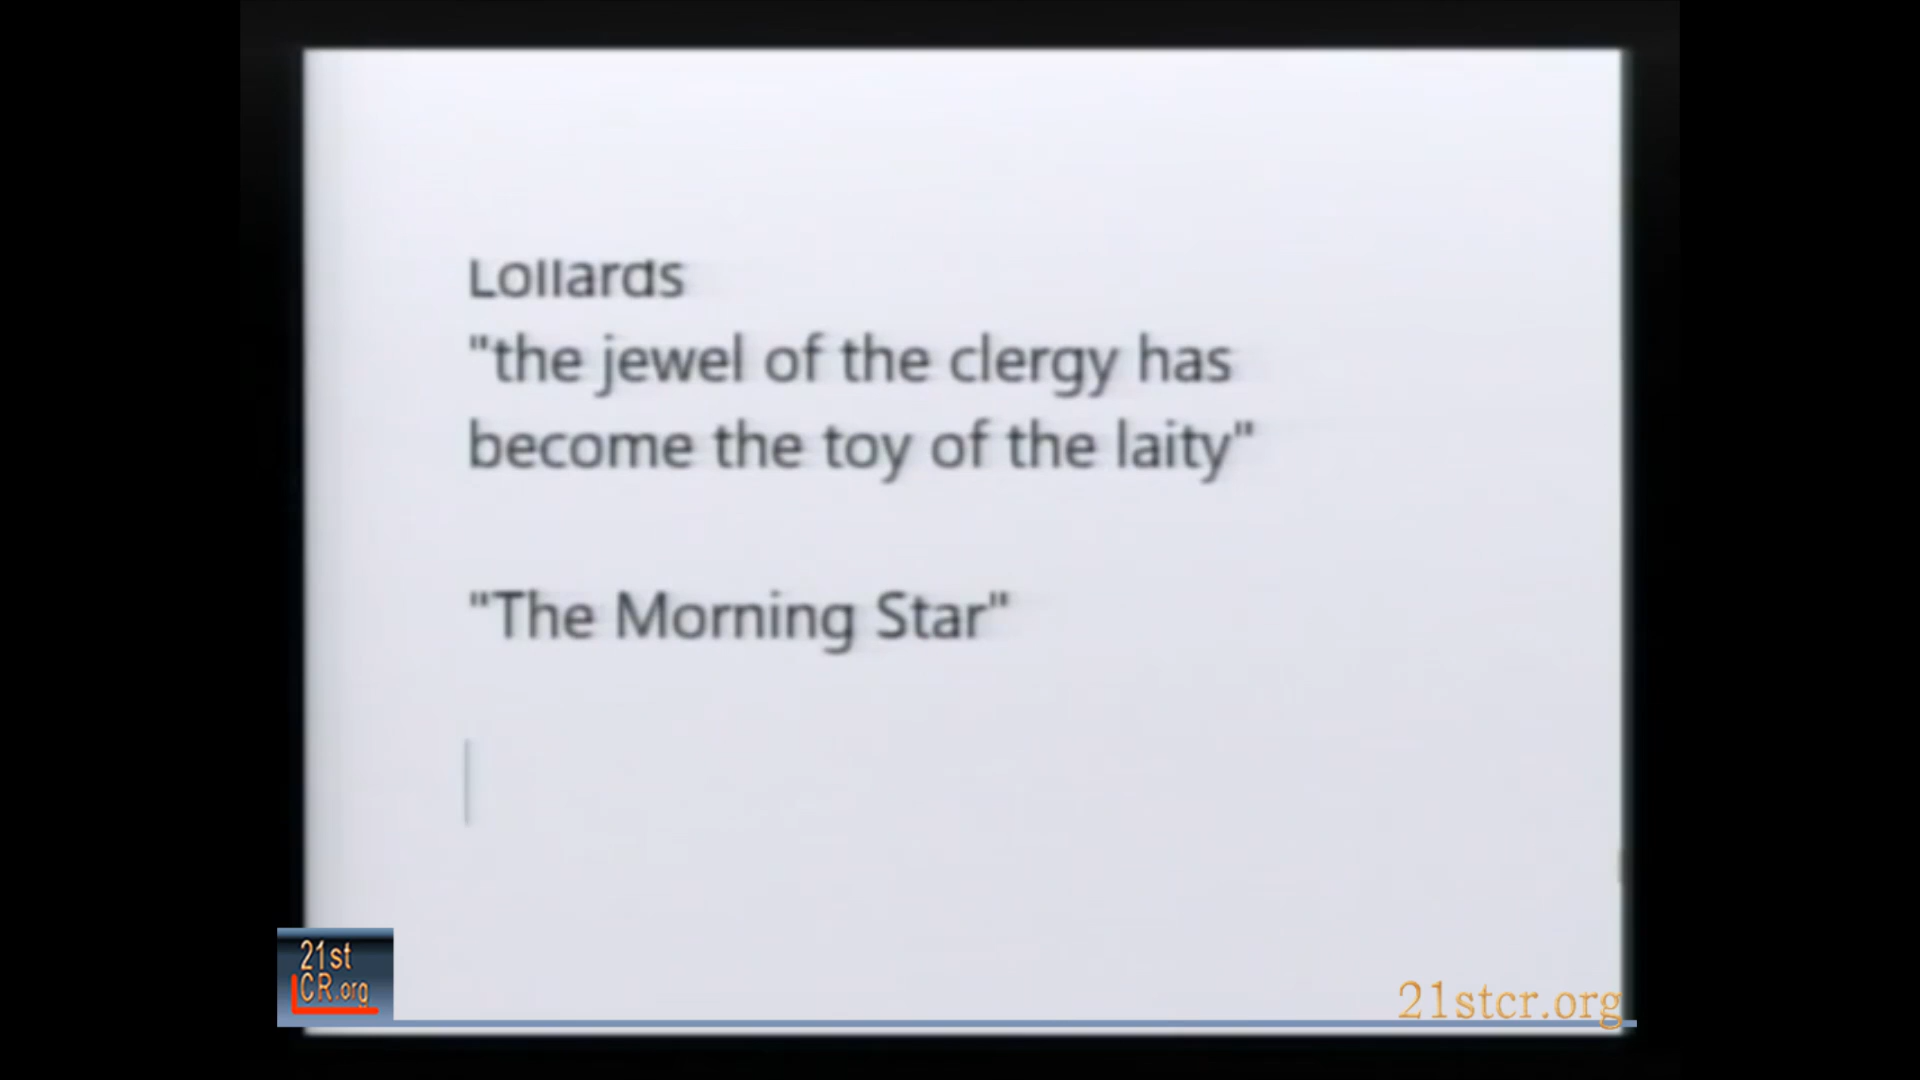 Lollards
"the jewel of the clergy has
become the toy of the laity"
"The Morning Star"
21st
CR.org
21stcr.org